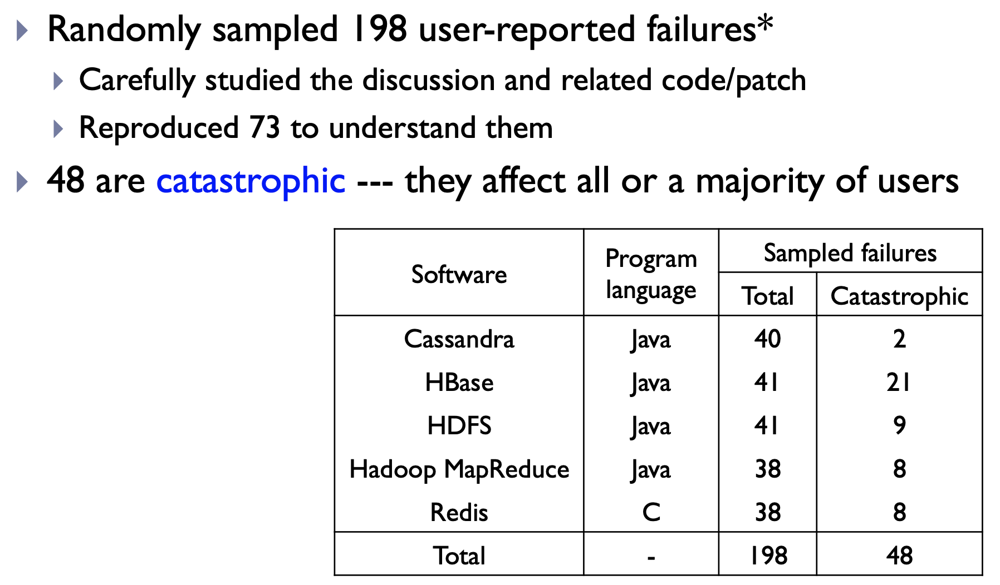 Randomly sampled 198 user-reported failures*
Carefully studied the discussion and related code/patch
Reproduced 73 to understand them
48 are catastrophic --- they affect all or a majority of users
Software Program language Sampled failures
Total Catastrophic
Cassandra Java 40 2
HBase Java 41 21
HDFS Java 41 9
Hadoop MapReduce Java 38 8
Redis C 38 8
Total - 198 48